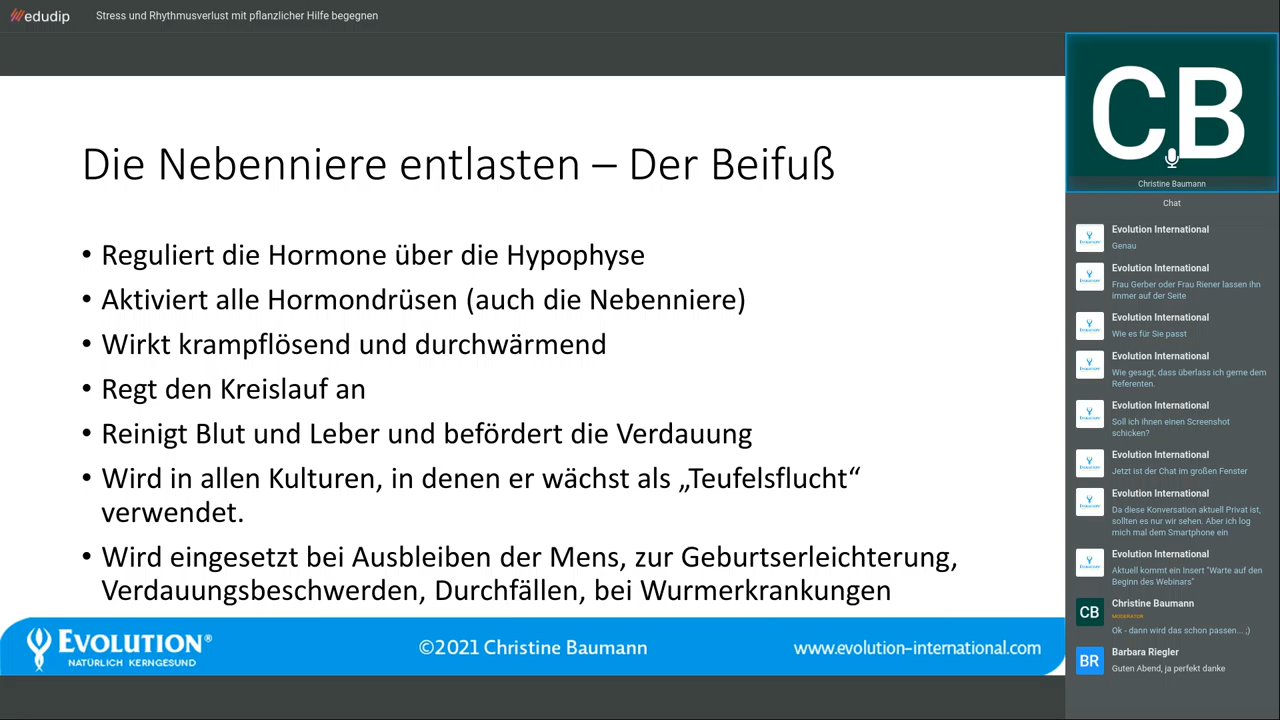 edudip
Stress und Rhythmusverlust mit pflanzlicher Hilfe begegnen
Die Nebenniere entlasten – Der Beifuß
• Reguliert die Hormone über die Hypophyse
• Aktiviert alle Hormondrüsen (auch die Nebenniere)
• Wirkt krampflösend und durchwärmend
• Regt den Kreislauf an
• Reinigt Blut und Leber und befördert die Verdauung
• Wird in allen Kulturen, in denen er wächst als „Teufelsflucht“
verwendet.
• Wird eingesetzt bei Ausbleiben der Mens, zur Geburtserleichterung,
Verdauungsbeschwerden, Durchfällen, bei Wurmerkrankungen
EVOLUTION®
NATÜRLICH KERNGESUND
©2021 Christine Baumann
www.evolution-international.com
CB
Christine Baumann
Chat
Evolution International
Genau
Evolution International
Frau Gerber oder Frau Riener lassen ihn
immer auf der Seite
Evolution International
Wie es für Sie passt
Evolution International
Wie gesagt, dass überlass ich gerne dem
Referenten.
Evolution International
Soll ich ihnen einen Screenshot
schicken?
Evolution International
Jetzt ist der Chat im großen Fenster
Evolution International
Da diese Konversation aktuell Privat ist,
sollten es nur wir sehen. Aber ich log
mich mal dem Smartphone ein
Evolution International
Aktuell kommt ein Insert "Warte auf den
Beginn des Webinars"
CB
Christine Baumann
MODERATOR
Ok - dann wird das schon passen... ;)
BR
Barbara Riegler
Guten Abend, ja perfekt danke